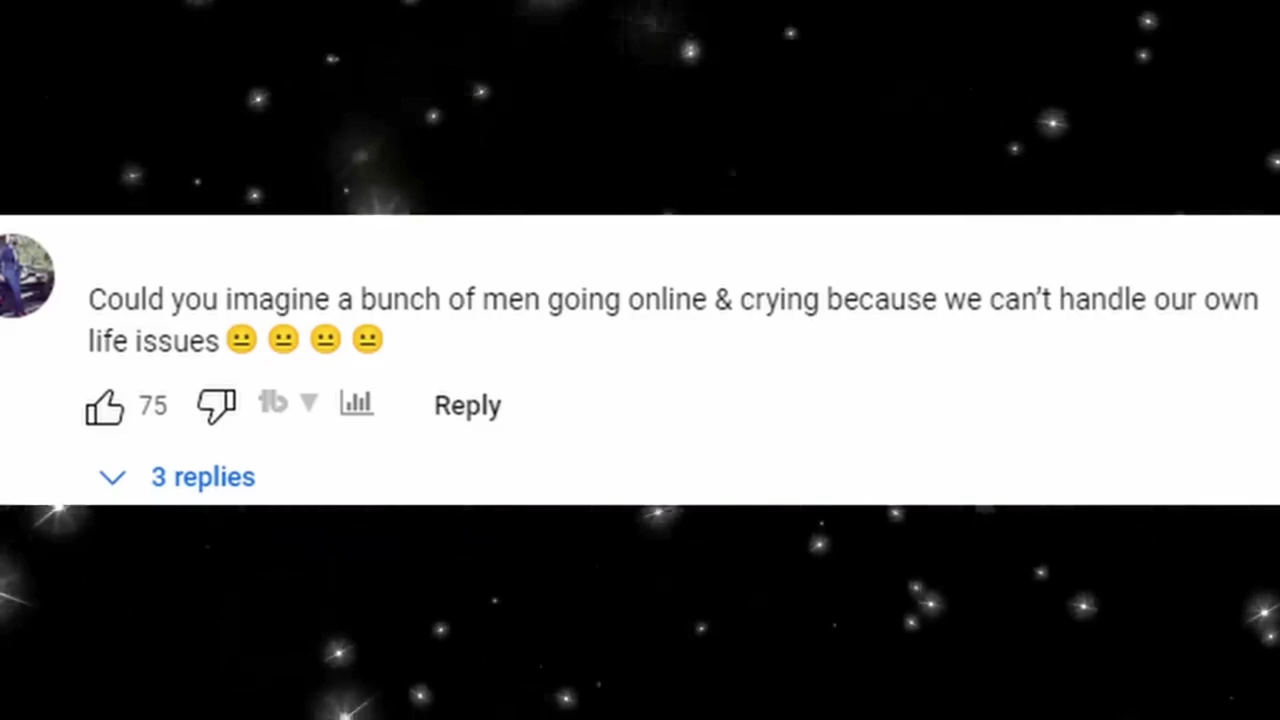 Could you imagine a bunch of men going online & crying because we can’t handle our own
life issues 😐 😐 😐 😐
75 Reply
3 replies